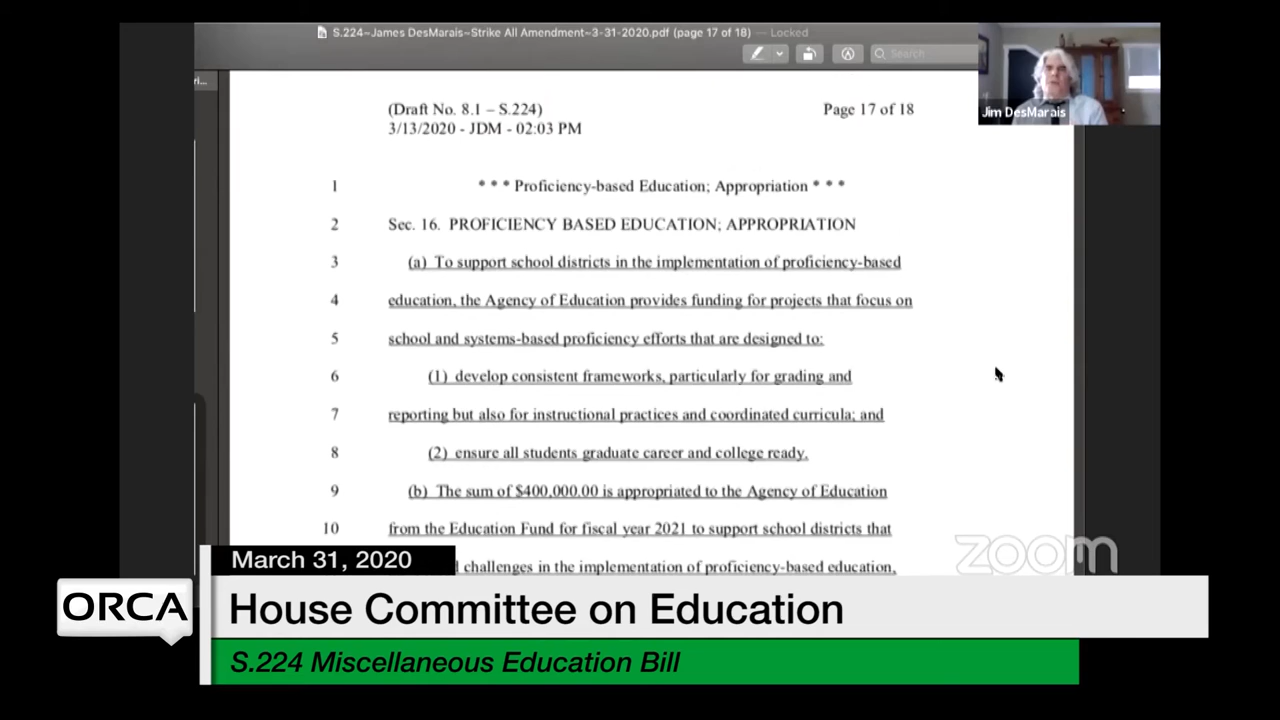 S.224~James DesMarais~Strike All Amendment~3-31-2020.pdf (page 17 of 18) — Locked
Search
Jim DesMarais
(Draft No. 8.1 – S.224) Page 17 of 18
3/13/2020 - JDM - 02:03 PM
1 * * * Proficiency-based Education; Appropriation * * *
2 Sec. 16. PROFICIENCY BASED EDUCATION; APPROPRIATION
3 (a) To support school districts in the implementation of proficiency-based
4 education, the Agency of Education provides funding for projects that focus on
5 school and systems-based proficiency efforts that are designed to:
6 (1) develop consistent frameworks, particularly for grading and
7 reporting but also for instructional practices and coordinated curricula; and
8 (2) ensure all students graduate career and college ready.
9 (b) The sum of $400,000.00 is appropriated to the Agency of Education
10 from the Education Fund for fiscal year 2021 to support school districts that
challenges in the implementation of proficiency-based education,
zoom
March 31, 2020
ORCA
House Committee on Education
S.224 Miscellaneous Education Bill